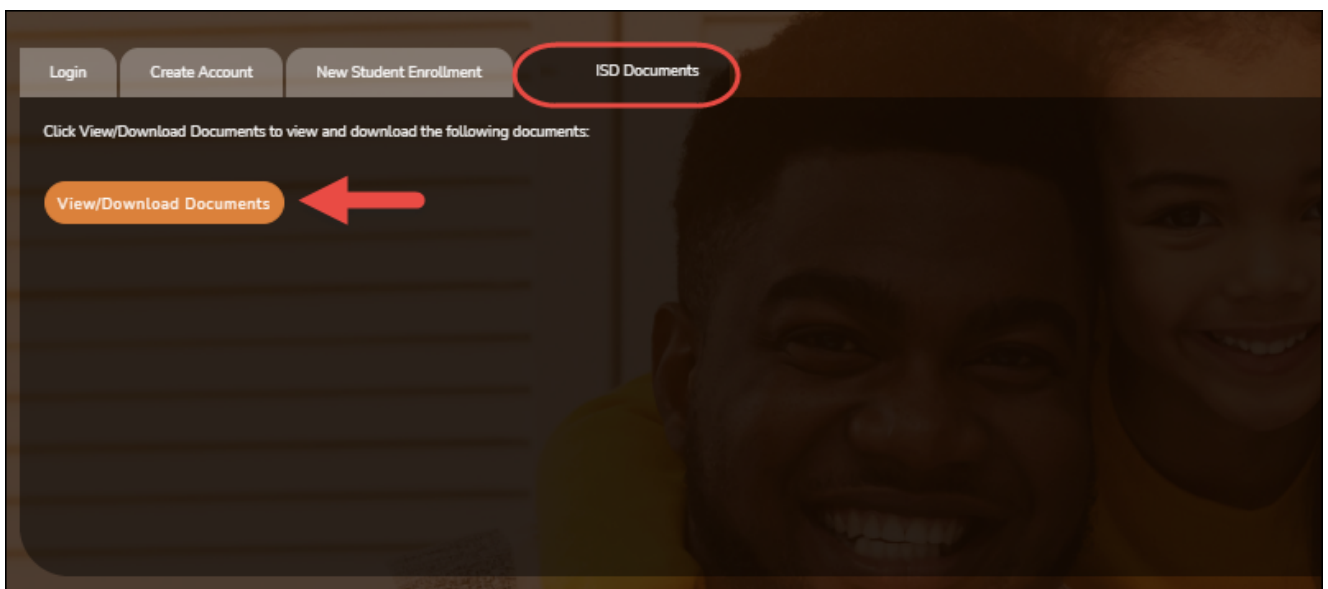 Login Create Account New Student Enrollment ISD Documents
Click View/Download Documents to view and download the following documents:
View/Download Documents